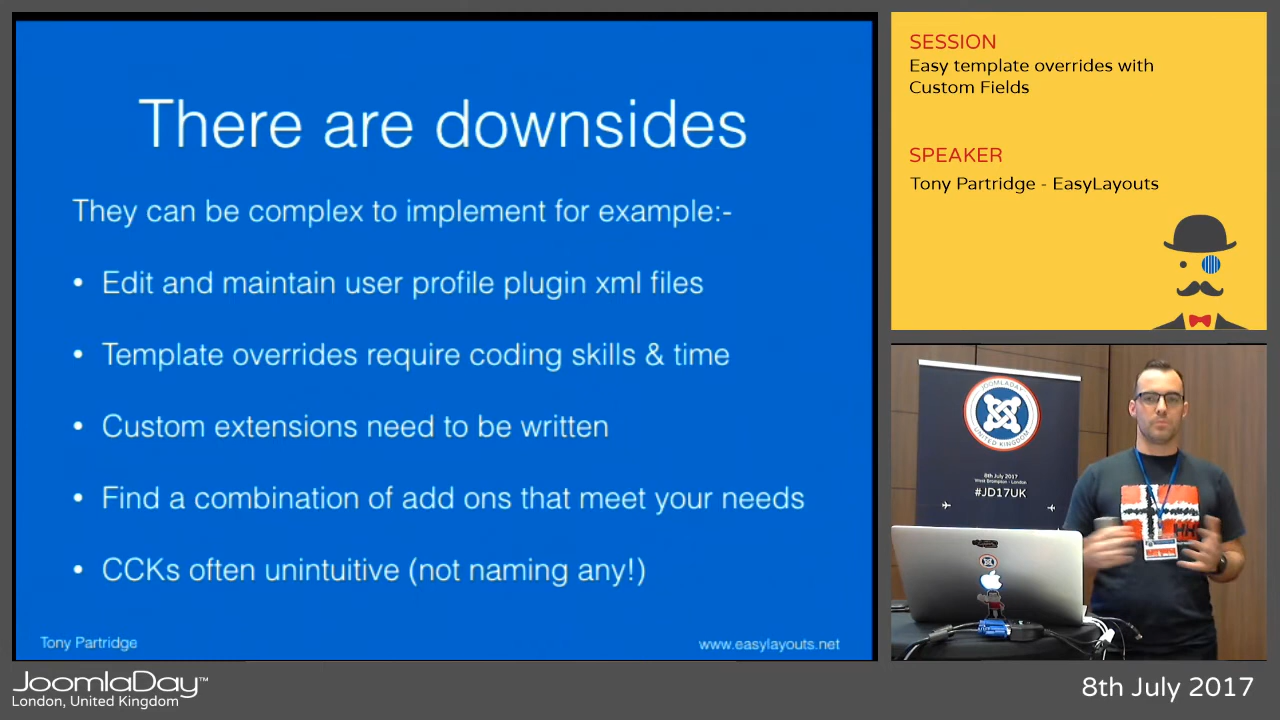 There are downsides
They can be complex to implement for example:-
• Edit and maintain user profile plugin xml files
• Template overrides require coding skills & time
• Custom extensions need to be written
• Find a combination of add ons that meet your needs
• CCKs often unintuitive (not naming any!)
Tony Partridge
www.easylayouts.net
SESSION
Easy template overrides with
Custom Fields
SPEAKER
Tony Partridge - EasyLayouts
JOOMLADAY
UNITED KINGDOM
8th July 2017
West Brompton - London
#JD17UK
HH
JoomlaDay™
London, United Kingdom
8th July 2017